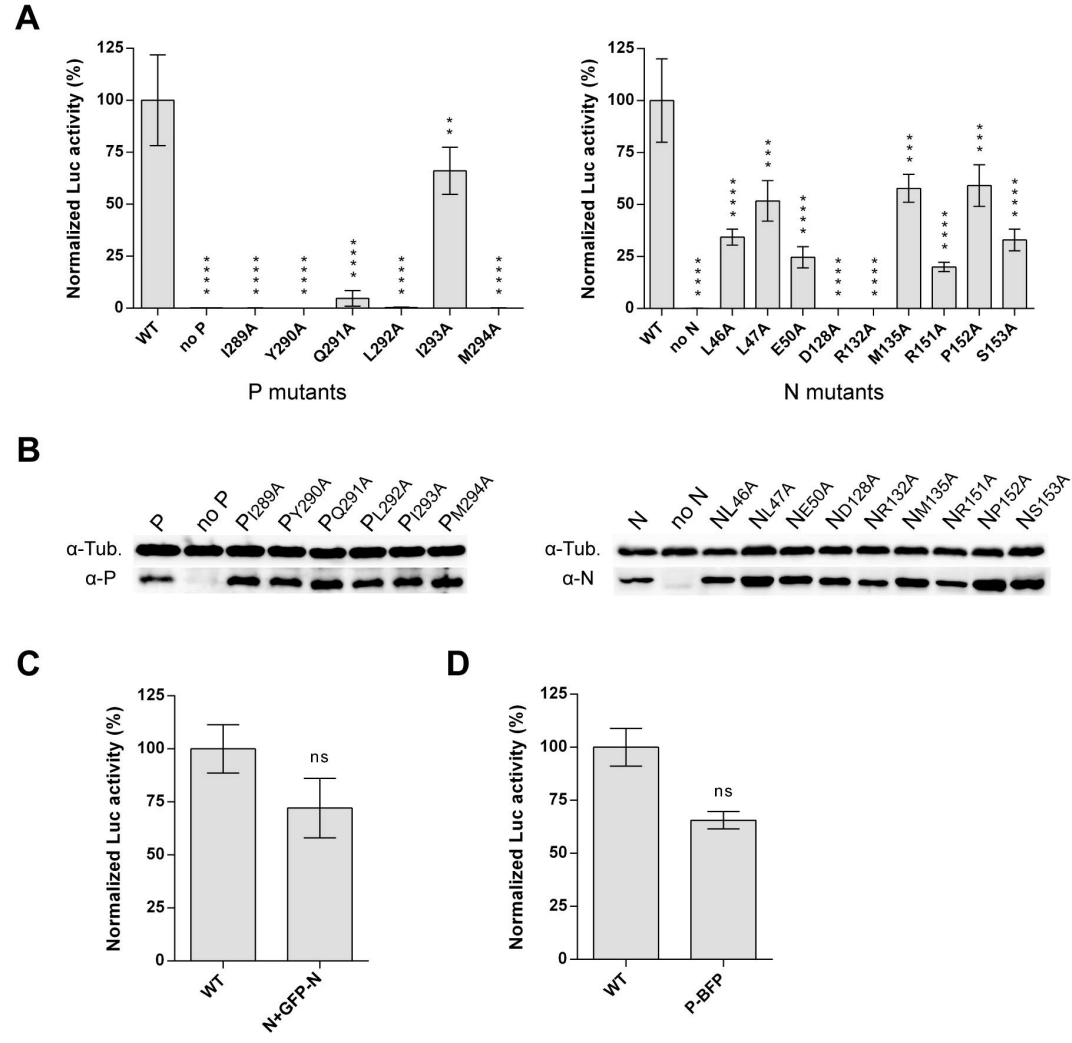 A
Normalized Luc activity (%)
125
100
75
50
25
0
****
****
****
****
****
**
****
WT
no P
I289A
Y290A
Q291A
L292A
I293A
M294A
P mutants
Normalized Luc activity (%)
125
100
75
50
25
0
****
****
***
****
****
****
***
****
***
****
WT
no N
L46A
L47A
E50A
D128A
R132A
M135A
R151A
P152A
S153A
N mutants
B
P
no P
PI289A
PY290A
PQ291A
PL292A
PI293A
PM294A
α-Tub.
α-P
N
no N
NL46A
NL47A
NE50A
ND128A
NR132A
NM135A
NR151A
NP152A
NS153A
α-Tub.
α-N
C
Normalized Luc activity (%)
125
100
75
50
25
0
ns
WT
N+GFP-N
D
Normalized Luc activity (%)
125
100
75
50
25
0
ns
WT
P-BFP